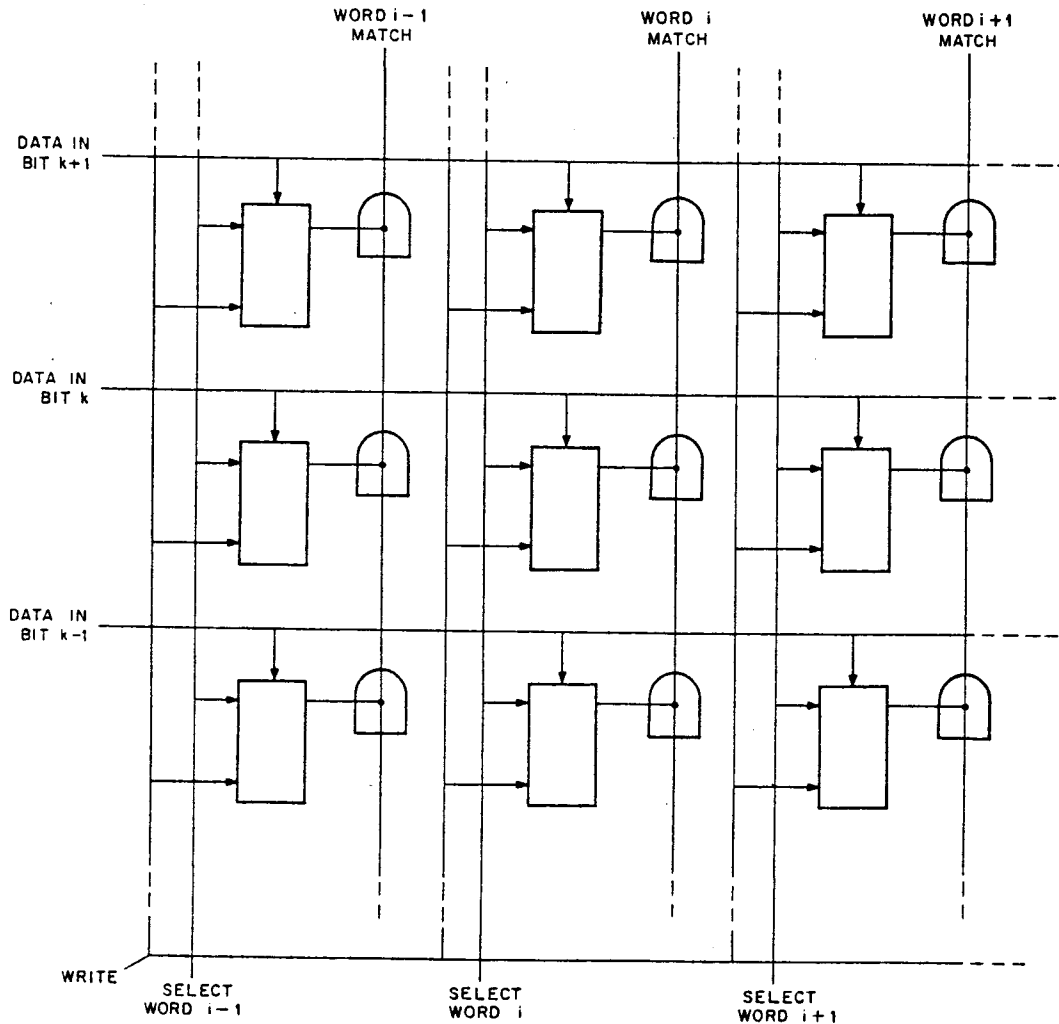 WORD i-1
MATCH
WORD i
MATCH
WORD i+1
MATCH
DATA IN
BIT k+1
DATA IN
BIT k
DATA IN
BIT k-1
WRITE
SELECT
WORD i-1
SELECT
WORD i
SELECT
WORD i+1